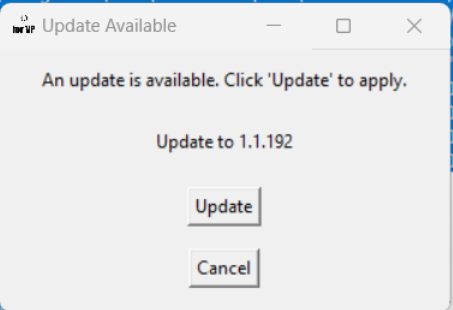 Update Available
An update is available. Click 'Update' to apply.
Update to 1.1.192
Update
Cancel